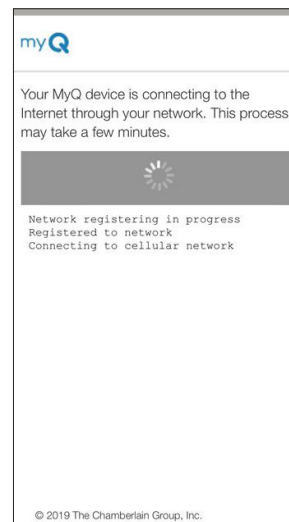 myQ
Your MyQ device is connecting to the
Internet through your network. This process
may take a few minutes.
Network registering in progress
Registered to network
Connecting to cellular network
© 2019 The Chamberlain Group, Inc.